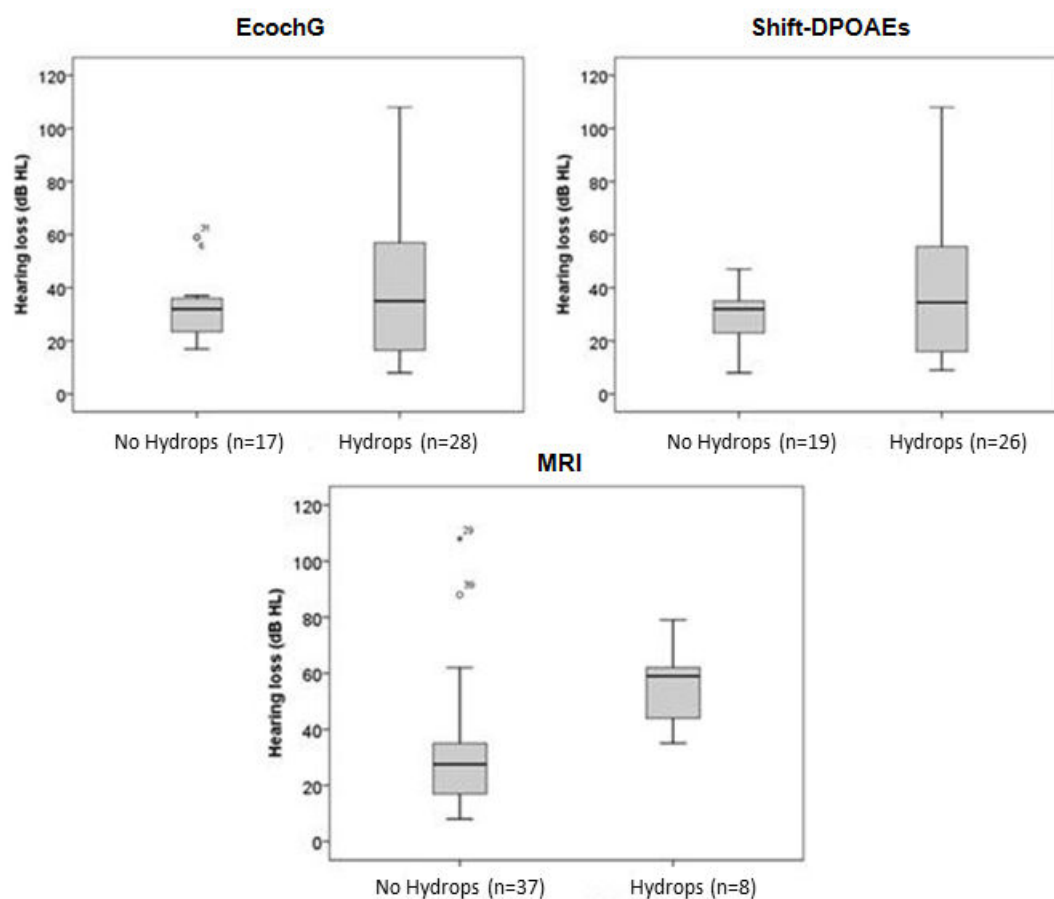 EcochG
Hearing loss (dB HL)
120
100
80
60
40
20
0
31
6
No Hydrops (n=17)
Hydrops (n=28)
Shift-DPOAEs
Hearing loss (dB HL)
120
100
80
60
40
20
0
No Hydrops (n=19)
Hydrops (n=26)
MRI
Hearing loss (dB HL)
120
100
80
60
40
20
0
29
39
No Hydrops (n=37)
Hydrops (n=8)